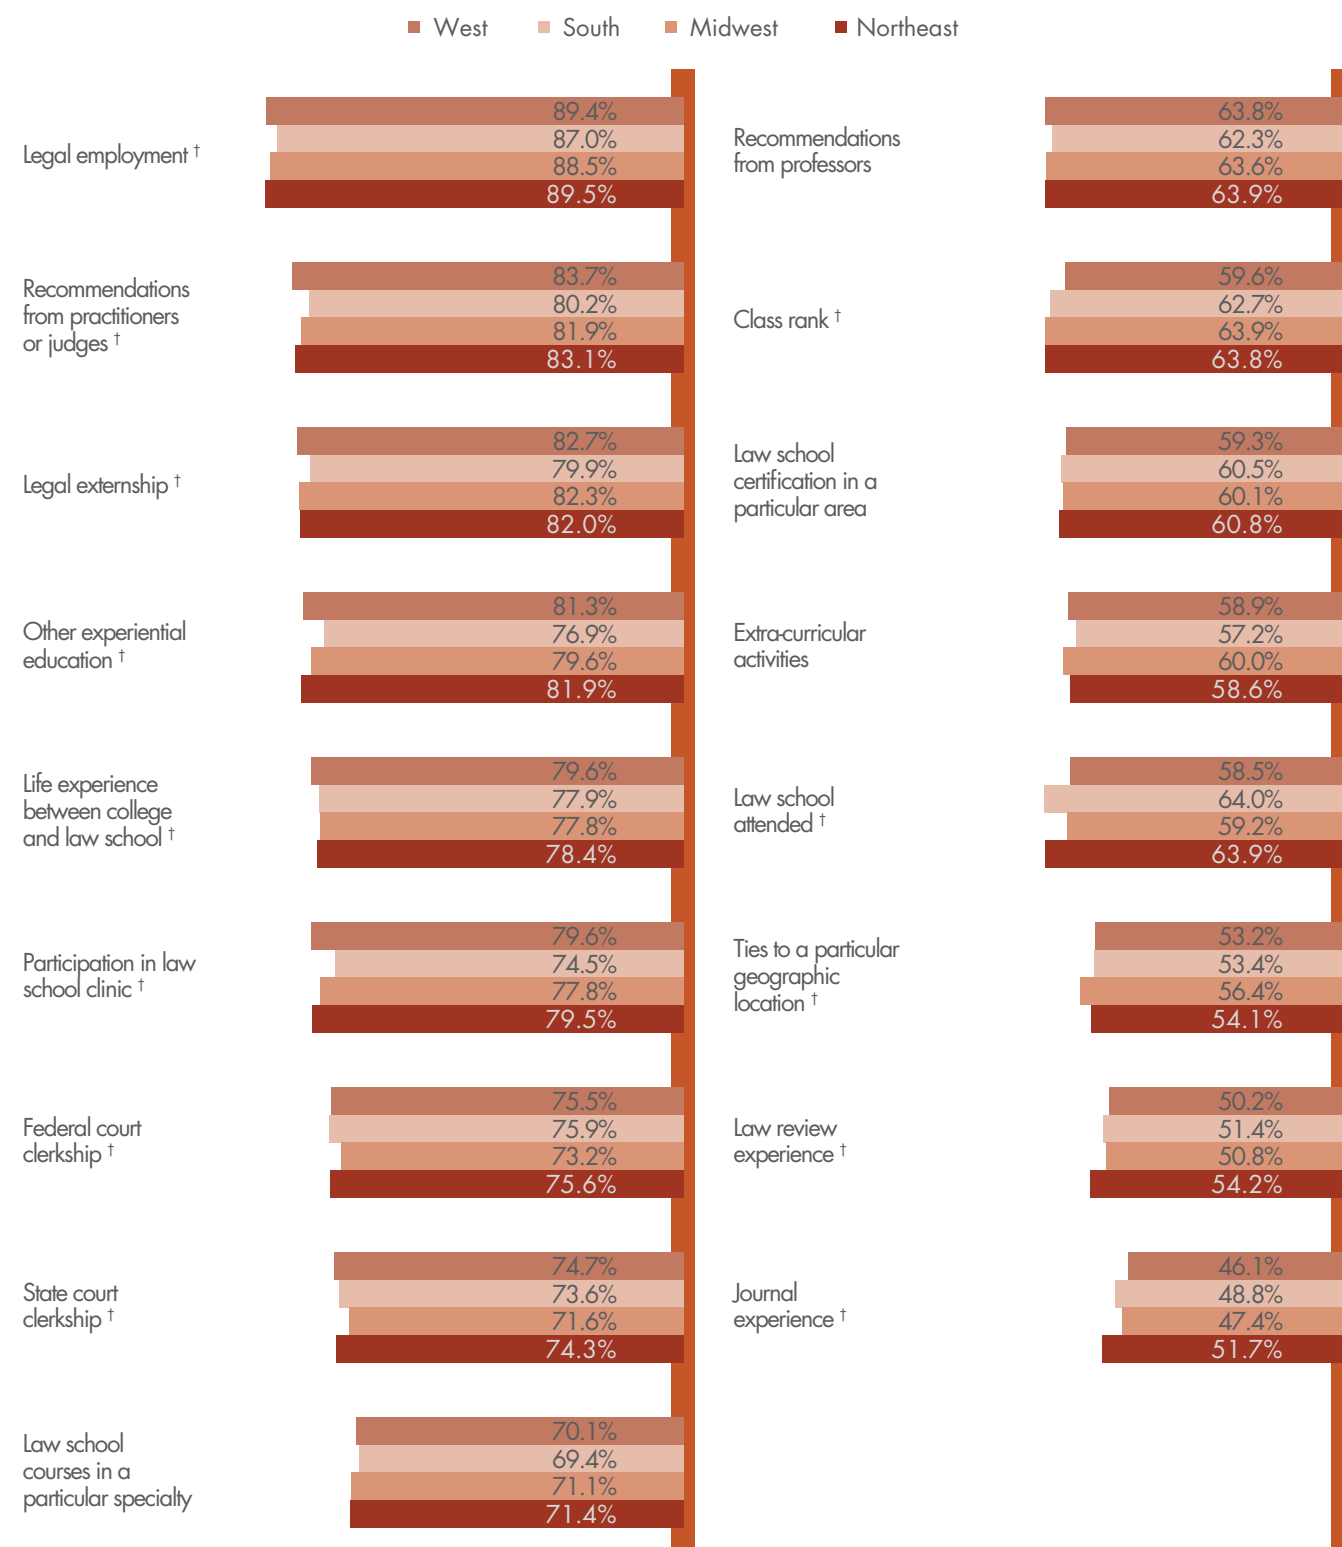 West South Midwest Northeast
Legal employment †
89.4%
87.0%
88.5%
89.5%
Recommendations
from practitioners
or judges †
83.7%
80.2%
81.9%
83.1%
Legal externship †
82.7%
79.9%
82.3%
82.0%
Other experiential
education †
81.3%
76.9%
79.6%
81.9%
Life experience
between college
and law school †
79.6%
77.9%
77.8%
78.4%
Participation in law
school clinic †
79.6%
74.5%
77.8%
79.5%
Federal court
clerkship †
75.5%
75.9%
73.2%
75.6%
State court
clerkship †
74.7%
73.6%
71.6%
74.3%
Law school
courses in a
particular specialty
70.1%
69.4%
71.1%
71.4%
Recommendations
from professors
63.8%
62.3%
63.6%
63.9%
Class rank †
59.6%
62.7%
63.9%
63.8%
Law school
certification in a
particular area
59.3%
60.5%
60.1%
60.8%
Extra-curricular
activities
58.9%
57.2%
60.0%
58.6%
Law school
attended †
58.5%
64.0%
59.2%
63.9%
Ties to a particular
geographic
location †
53.2%
53.4%
56.4%
54.1%
Law review
experience †
50.2%
51.4%
50.8%
54.2%
Journal
experience †
46.1%
48.8%
47.4%
51.7%